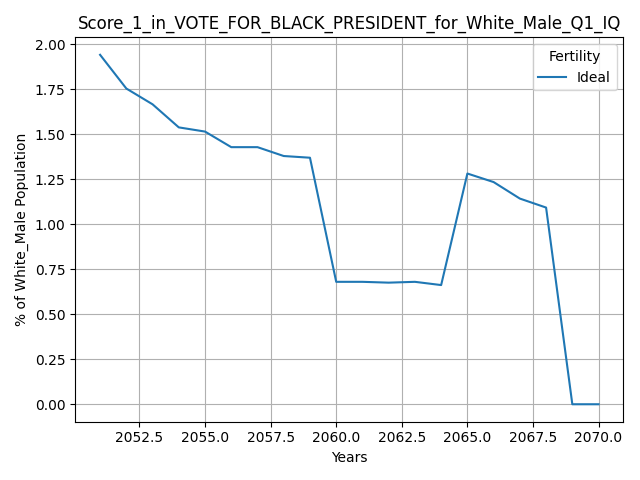 Score_1_in_VOTE_FOR_BLACK_PRESIDENT_for_White_Male_Q1_IQ
Fertility
Ideal
% of White_Male Population
2.00
1.75
1.50
1.25
1.00
0.75
0.50
0.25
0.00
2052.5 2055.0 2057.5 2060.0 2062.5 2065.0 2067.5 2070.0
Years